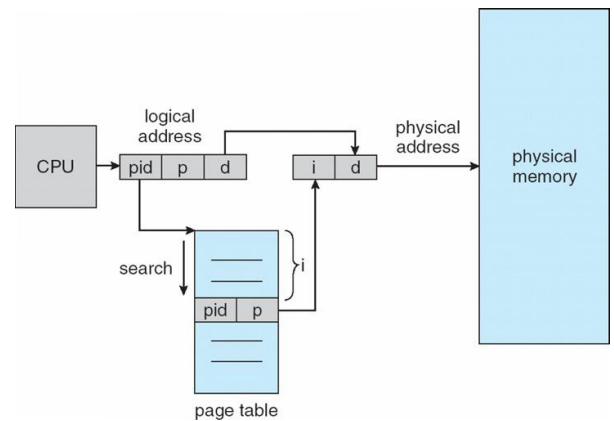 logical
address
physical
address
CPU
pid p d
i d
physical
memory
search
i
pid p
page table